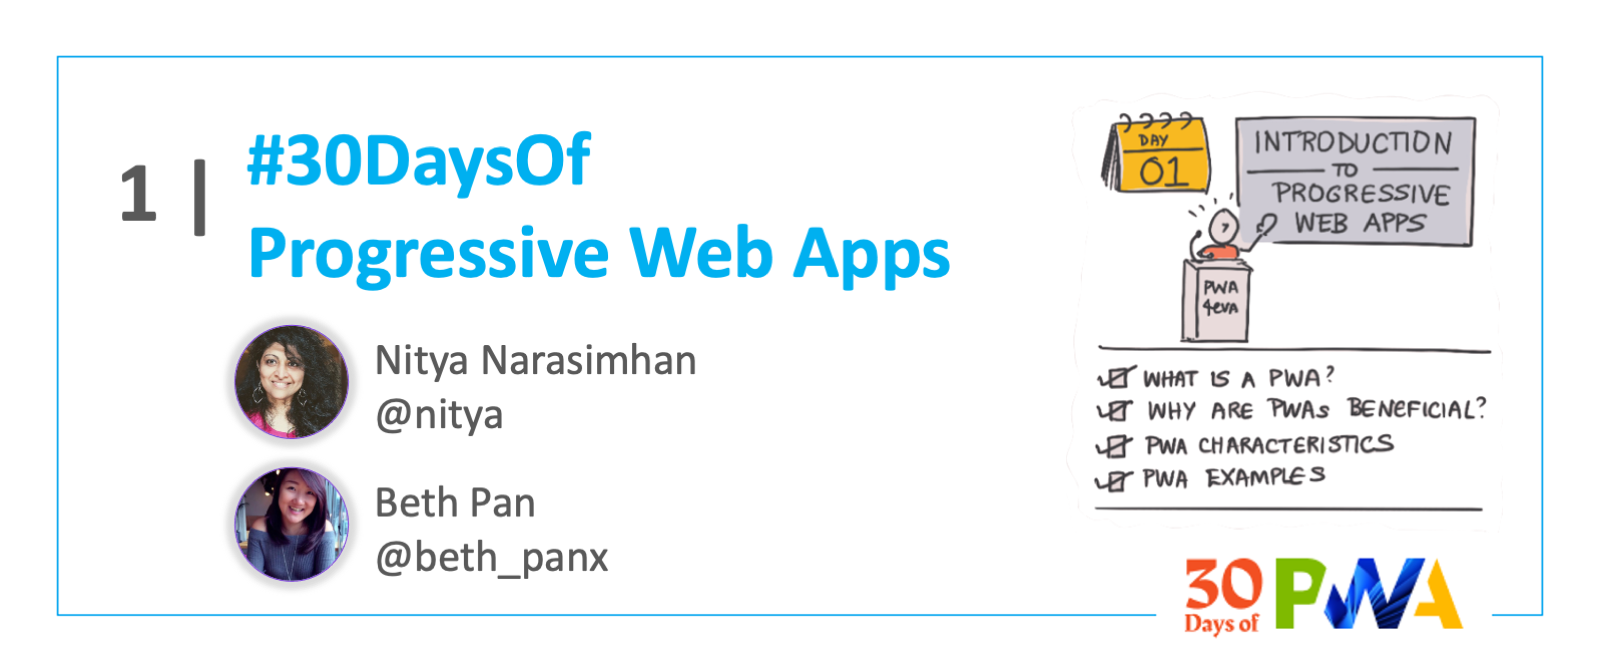 1 |
#30DaysOf
Progressive Web Apps
Nitya Narasimhan
@nitya
Beth Pan
@beth_panx
DAY
01
INTRODUCTION
TO
PROGRESSIVE
WEB APPS
PWA
4eva
WHAT IS A PWA?
WHY ARE PWAs BENEFICIAL?
PWA CHARACTERISTICS
PWA EXAMPLES
30
Days of
PWA